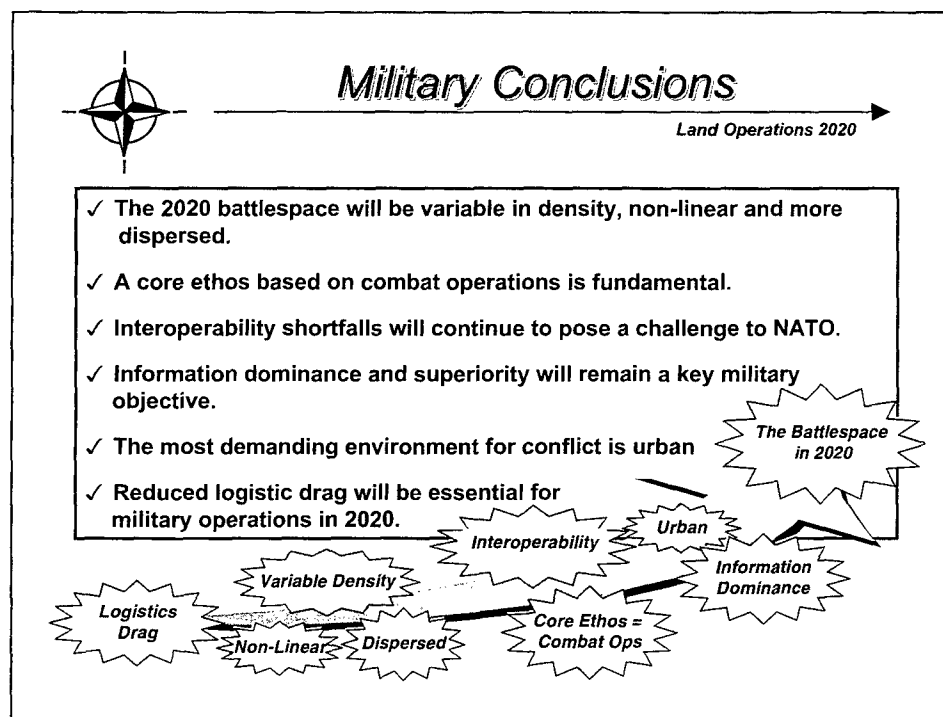 Military Conclusions
Land Operations 2020
✓ The 2020 battlespace will be variable in density, non-linear and more
dispersed.
✓ A core ethos based on combat operations is fundamental.
✓ Interoperability shortfalls will continue to pose a challenge to NATO.
✓ Information dominance and superiority will remain a key military
objective.
✓ The most demanding environment for conflict is urban
✓ Reduced logistic drag will be essential for
military operations in 2020.
The Battlespace
in 2020
Urban
Interoperability
Information
Dominance
Variable Density
Logistics
Drag
Non-Linear
Dispersed
Core Ethos =
Combat Ops